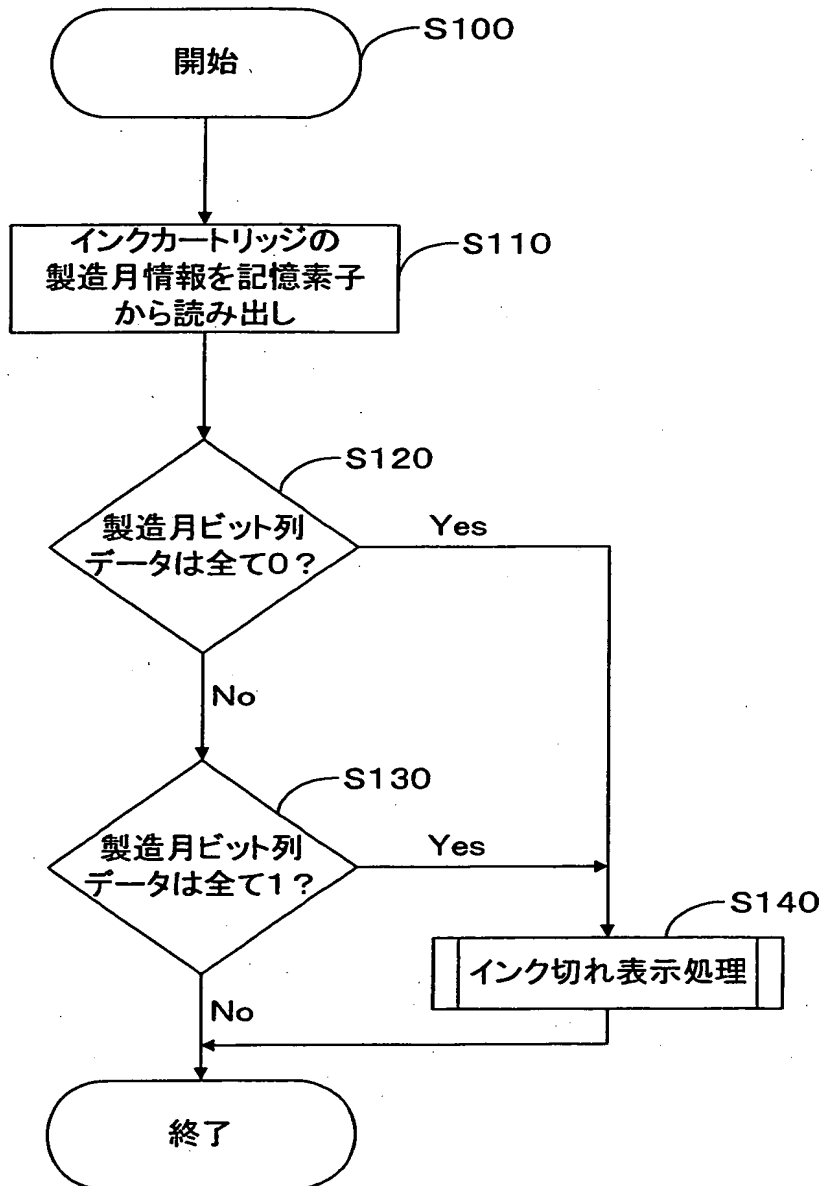 開始
S100
インクカートリッジの
製造月情報を記憶素子
から読み出し
S110
S120
製造月ビット列
データは全て0?
Yes
No
S130
製造月ビット列
データは全て1?
Yes
S140
インク切れ表示処理
No
終了